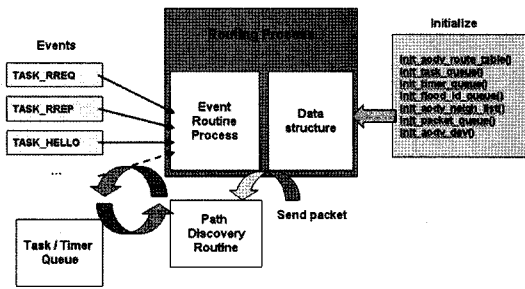 Events
TASK_RREQ
TASK_RREP
TASK_HELLO
...
Task / Timer
Queue
Routing Process
Event
Routine
Process
Data
structure
Path
Discovery
Routine
Send packet
Initialize
init_aodv_route_table()
init_task_queue()
init_timer_queue()
init_flood_id_queue()
init_aodv_neigh_list()
init_packet_queue()
init_aodv_dev()